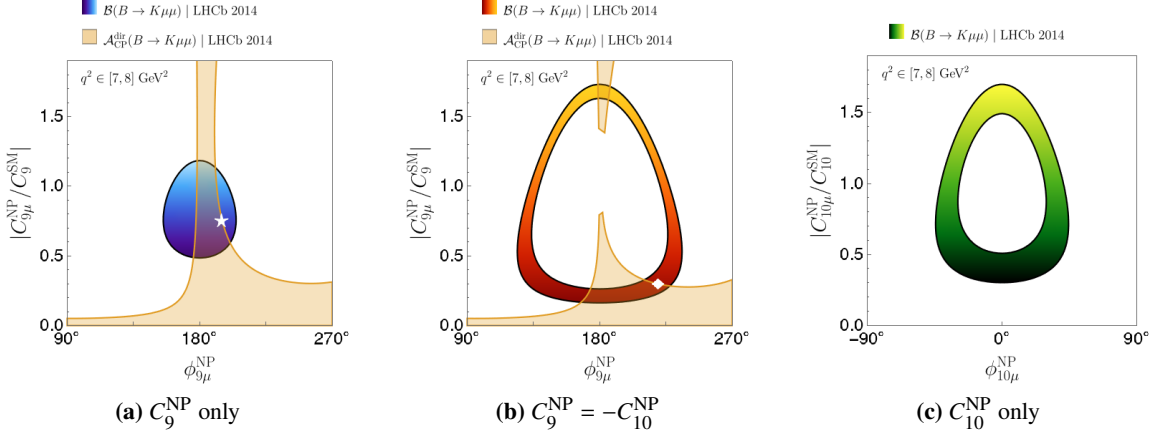 𝓑(B → Kμμ) | LHCb 2014
𝒜_CP^dir(B → Kμμ) | LHCb 2014
q² ∈ [7, 8] GeV²
|C_9μ^NP/C_9^SM|
1.5
1.0
0.5
0.0
90°
180°
270°
ϕ_9μ^NP
(a) C_9^NP only
𝓑(B → Kμμ) | LHCb 2014
𝒜_CP^dir(B → Kμμ) | LHCb 2014
q² ∈ [7, 8] GeV²
|C_9μ^NP/C_9^SM|
1.5
1.0
0.5
0.0
90°
180°
270°
ϕ_9μ^NP
(b) C_9^NP = −C_10^NP
𝓑(B → Kμμ) | LHCb 2014
q² ∈ [7, 8] GeV²
|C_10μ^NP/C_10^SM|
1.5
1.0
0.5
0.0
−90°
0°
90°
ϕ_10μ^NP
(c) C_10^NP only